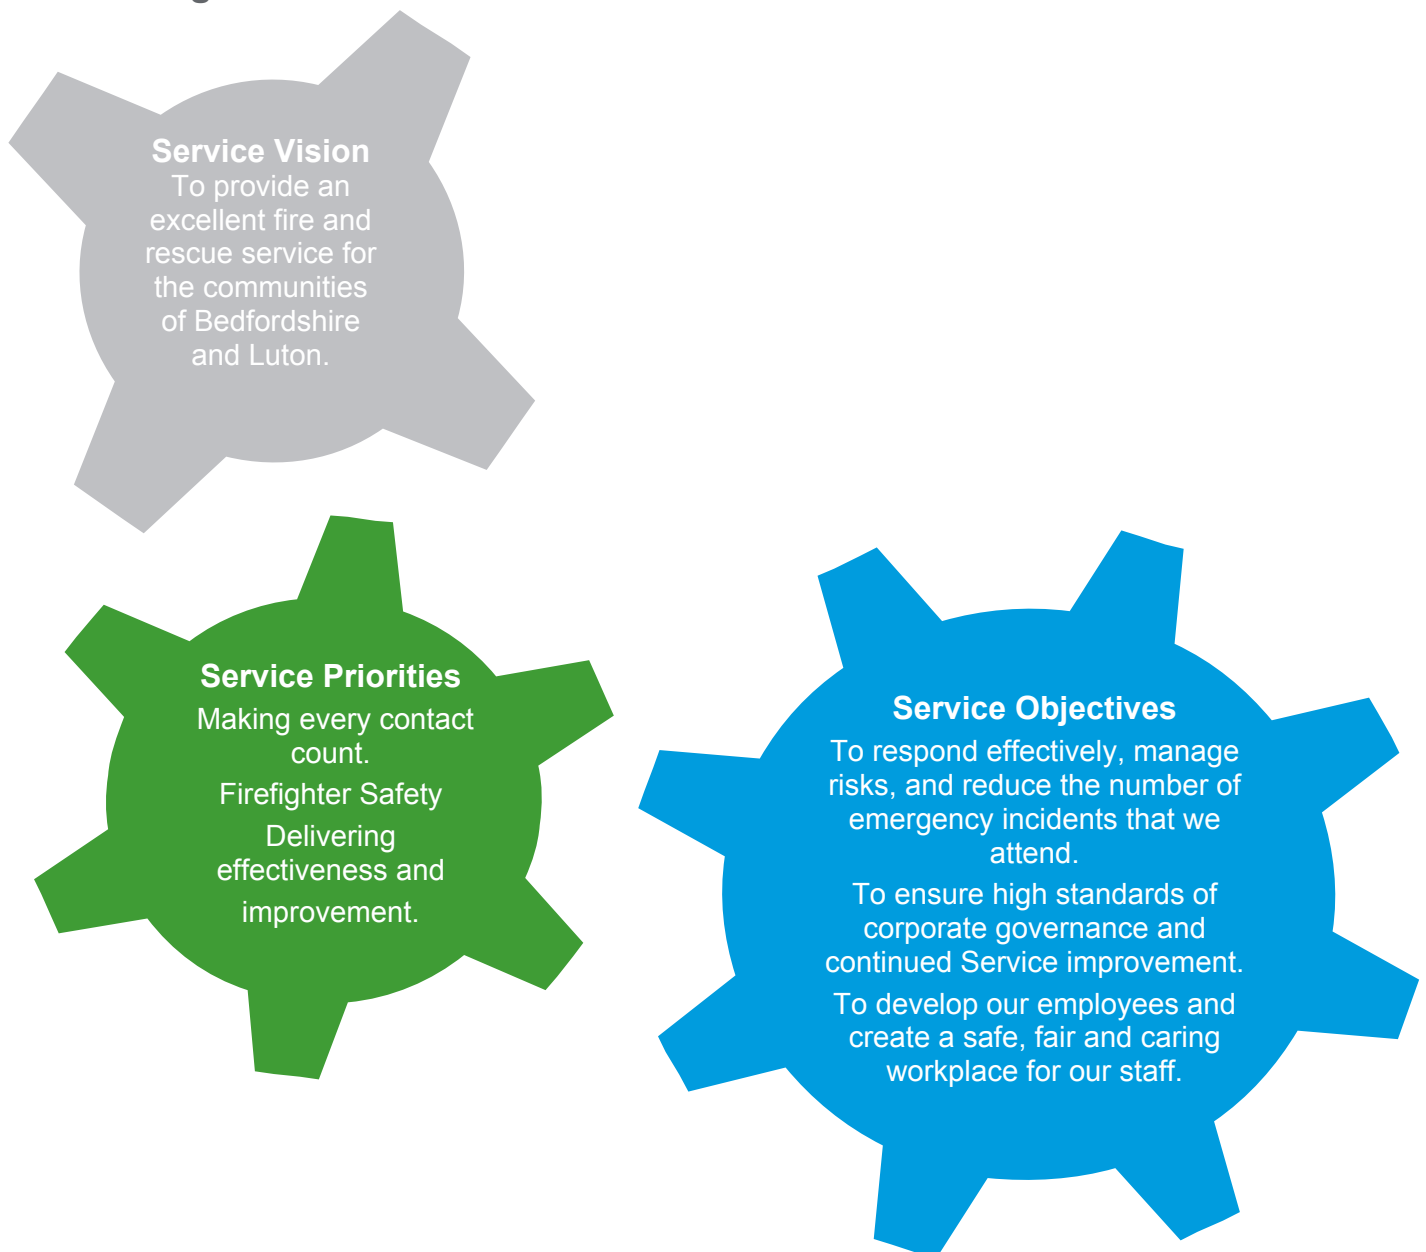 Service Vision
To provide an
excellent fire and
rescue service for
the communities
of Bedfordshire
and Luton.
Service Priorities
Making every contact
count.
Firefighter Safety
Delivering
effectiveness and
improvement.
Service Objectives
To respond effectively, manage
risks, and reduce the number of
emergency incidents that we
attend.
To ensure high standards of
corporate governance and
continued Service improvement.
To develop our employees and
create a safe, fair and caring
workplace for our staff.